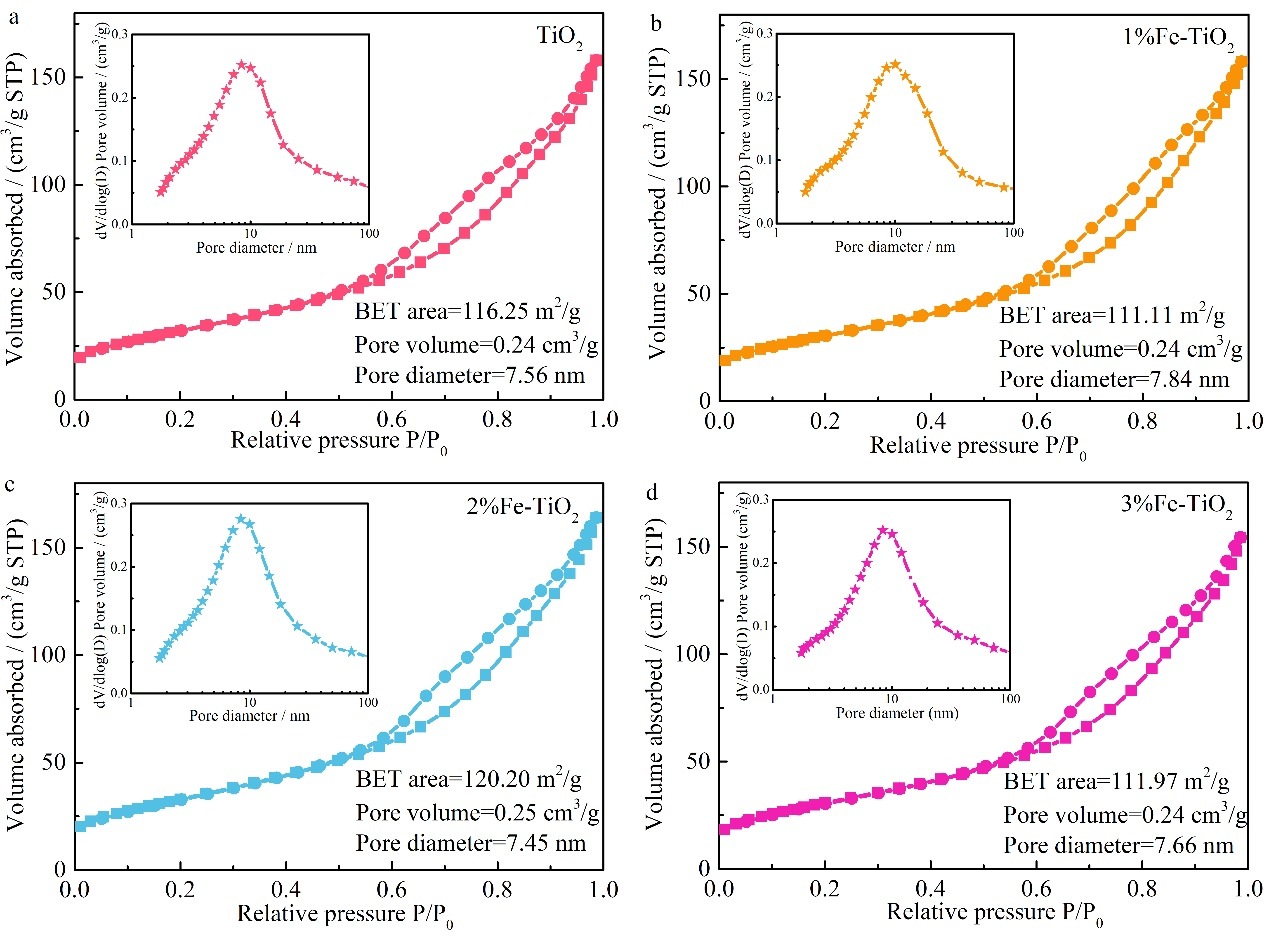 a
TiO2
Volume absorbed / (cm3/g STP)
150
100
50
0
0.0 0.2 0.4 0.6 0.8 1.0
Relative pressure P/P0
dV/dlog(D) Pore volume / (cm3/g)
0.3
0.2
0.1
0.0
1 10 100
Pore diameter / nm
BET area=116.25 m2/g
Pore volume=0.24 cm3/g
Pore diameter=7.56 nm
b
1%Fe-TiO2
Volume absorbed / (cm3/g STP)
150
100
50
0
0.0 0.2 0.4 0.6 0.8 1.0
Relative pressure P/P0
dV/dlog(D) Pore volume / (cm3/g)
0.3
0.2
0.1
0.0
1 10 100
Pore diameter / nm
BET area=111.11 m2/g
Pore volume=0.24 cm3/g
Pore diameter=7.84 nm
c
2%Fe-TiO2
Volume absorbed / (cm3/g STP)
150
100
50
0
0.0 0.2 0.4 0.6 0.8 1.0
Relative pressure P/P0
dV/dlog(D) Pore volume / (cm3/g)
0.3
0.2
0.1
0.0
1 10 100
Pore diameter / nm
BET area=120.20 m2/g
Pore volume=0.25 cm3/g
Pore diameter=7.45 nm
d
3%Fe-TiO2
Volume absorbed / (cm3/g STP)
150
100
50
0
0.0 0.2 0.4 0.6 0.8 1.0
Relative pressure P/P0
dV/dlog(D) Pore volume (cm3/g)
0.3
0.2
0.1
0.0
1 10 100
Pore diameter (nm)
BET area=111.97 m2/g
Pore volume=0.24 cm3/g
Pore diameter=7.66 nm